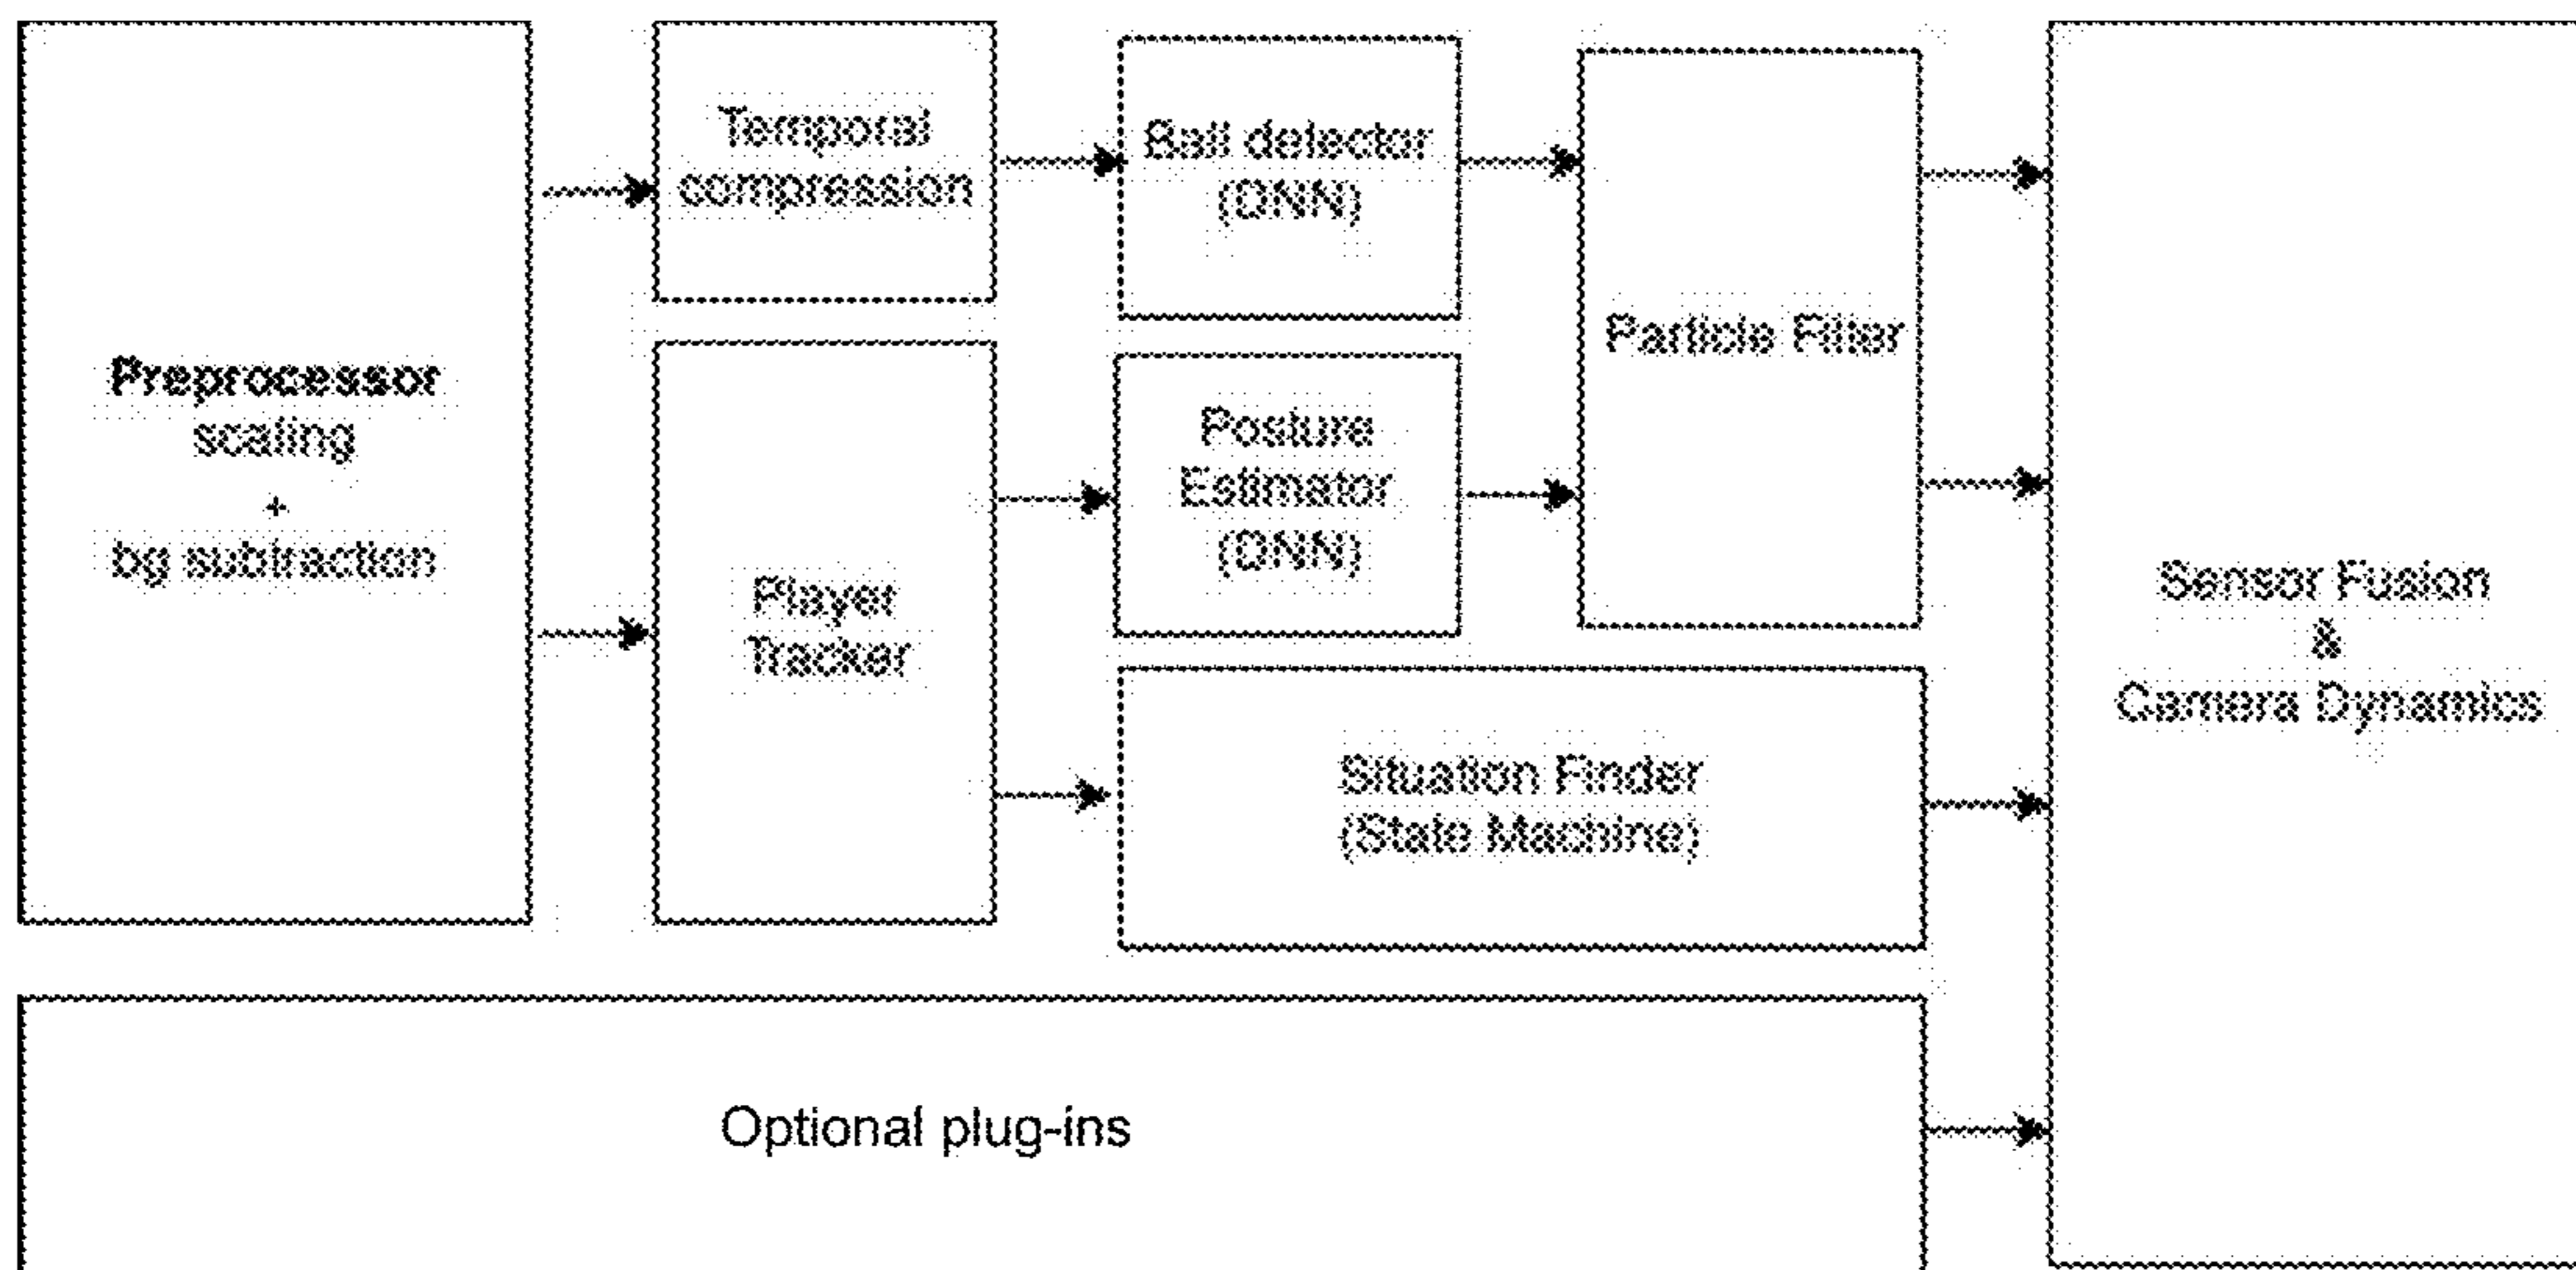 Preprocessor
scaling
+
bg subtraction
Temporal
compression
Player
Tracker
Ball detector
(DNN)
Posture
Estimator
(DNN)
Particle Filter
Situation Finder
(State Machine)
Sensor Fusion
&
Camera Dynamics
Optional plug-ins